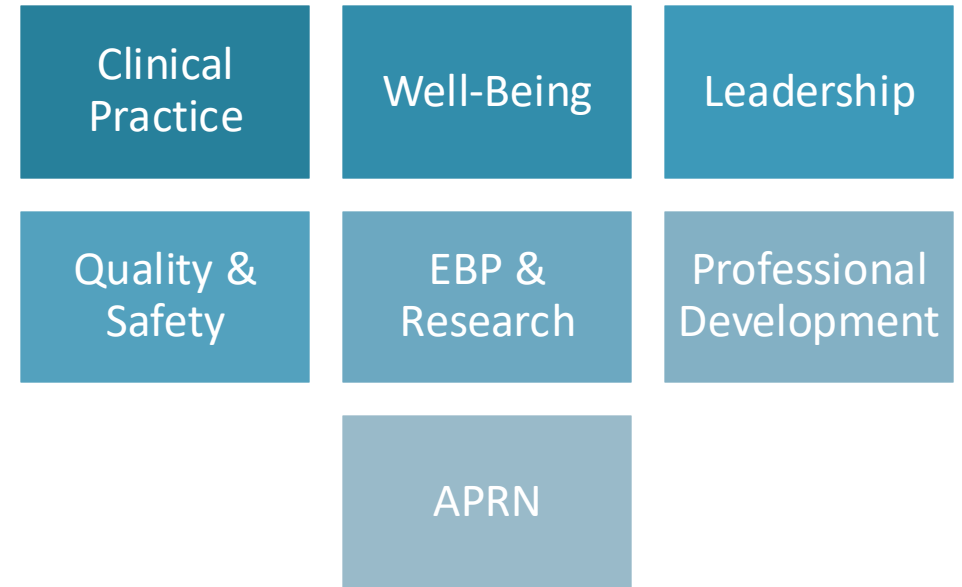 Clinical
Practice
Well-Being
Leadership
Quality &
Safety
EBP &
Research
Professional
Development
APRN